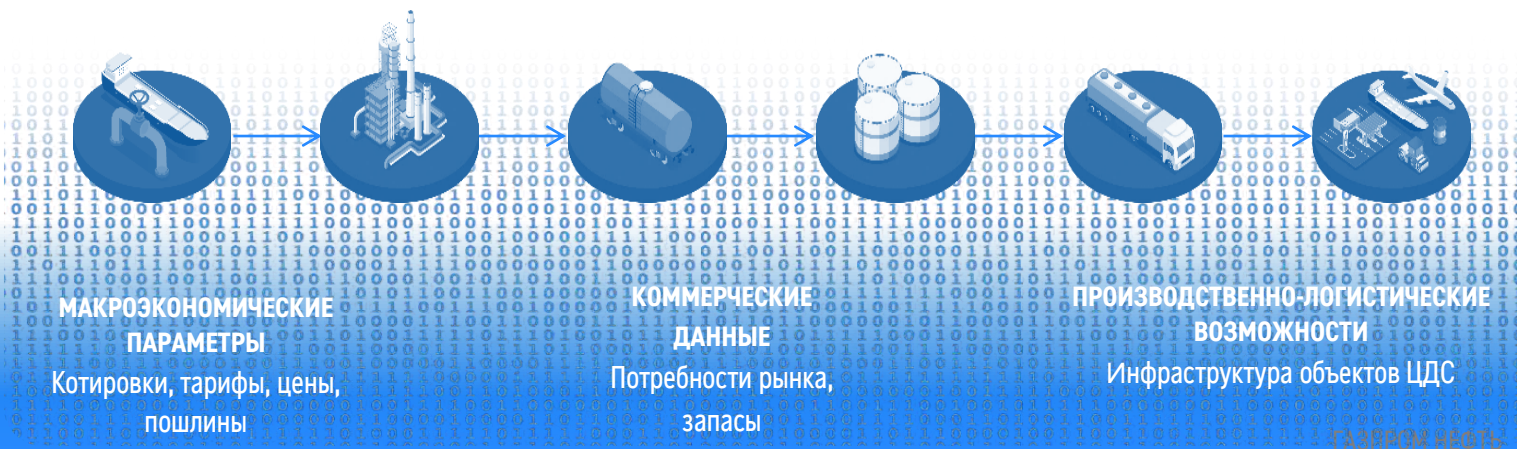 МАКРОЭКОНОМИЧЕСКИЕ
ПАРАМЕТРЫ
Котировки, тарифы, цены,
пошлины
КОММЕРЧЕСКИЕ
ДАННЫЕ
Потребности рынка,
запасы
ПРОИЗВОДСТВЕННО-ЛОГИСТИЧЕСКИЕ
ВОЗМОЖНОСТИ
Инфраструктура объектов ЦДС
ГАЗПРОМ НЕФТЬ